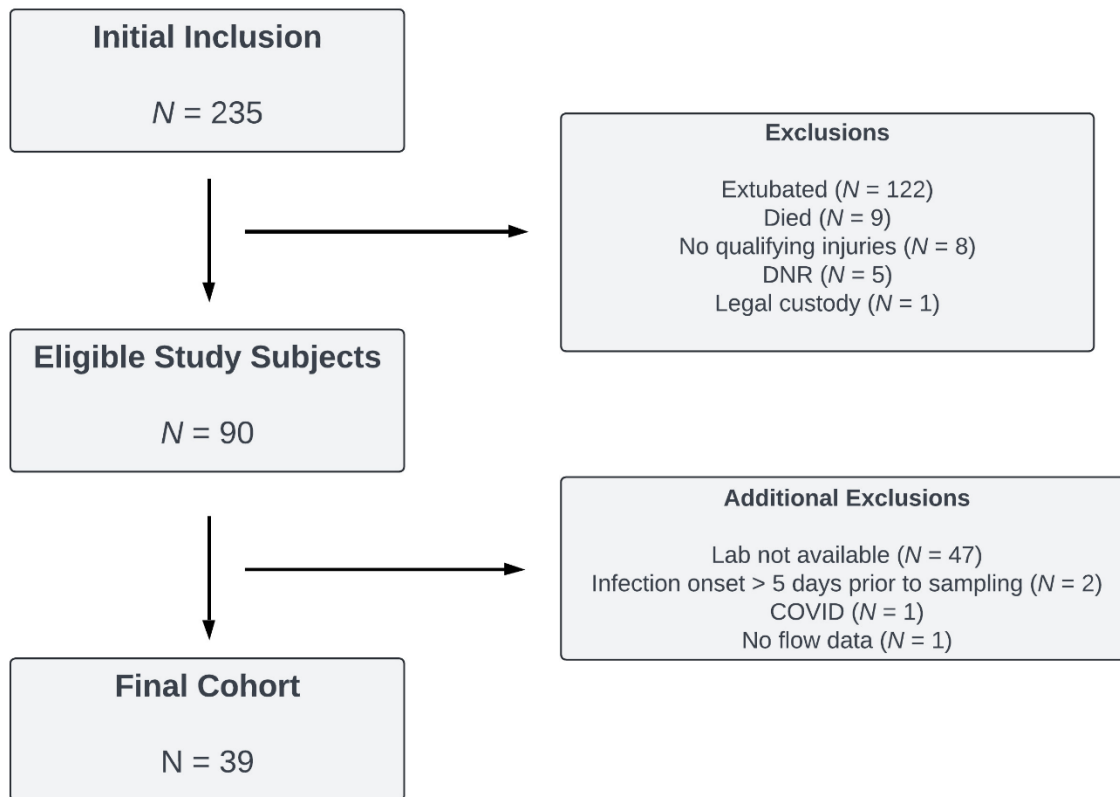 Initial Inclusion
N = 235
Exclusions
Extubated (N = 122)
Died (N = 9)
No qualifying injuries (N = 8)
DNR (N = 5)
Legal custody (N = 1)
Eligible Study Subjects
N = 90
Additional Exclusions
Lab not available (N = 47)
Infection onset > 5 days prior to sampling (N = 2)
COVID (N = 1)
No flow data (N = 1)
Final Cohort
N = 39